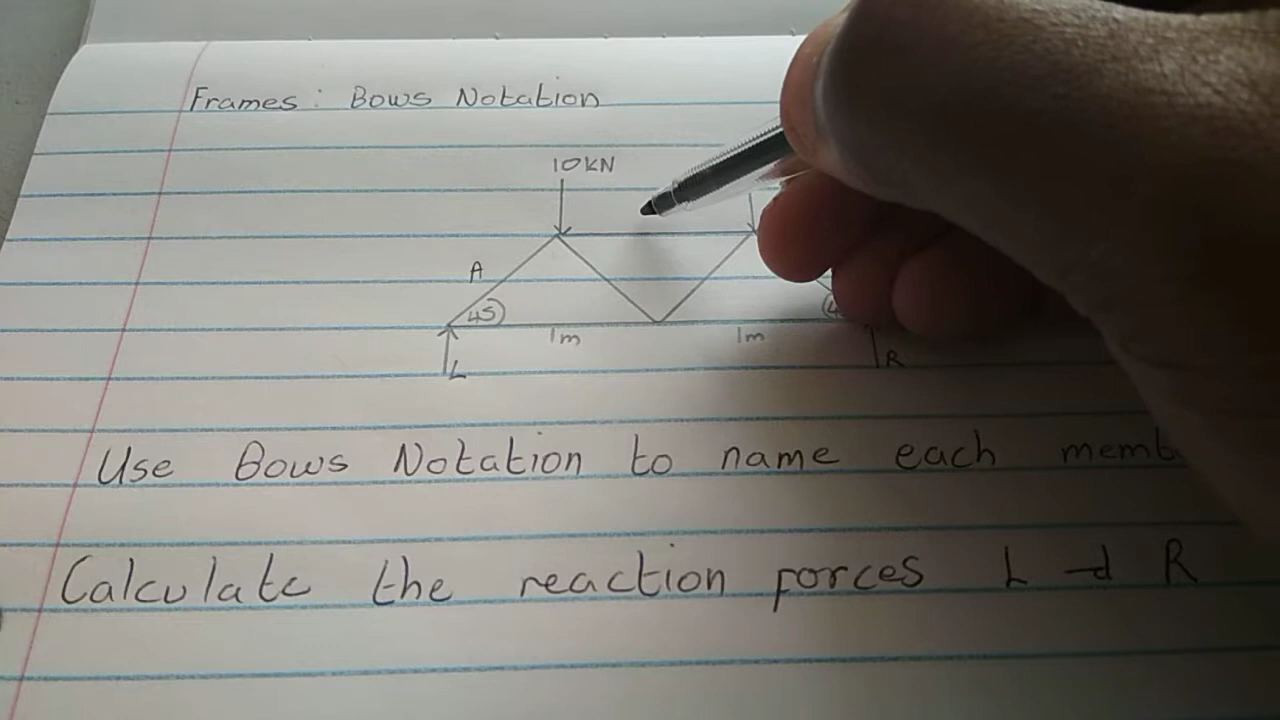 Frames: Bows Notation
10KN
A
45
1m
1m
L
R
Use Bows Notation to name each
Calculate the reaction forces L R